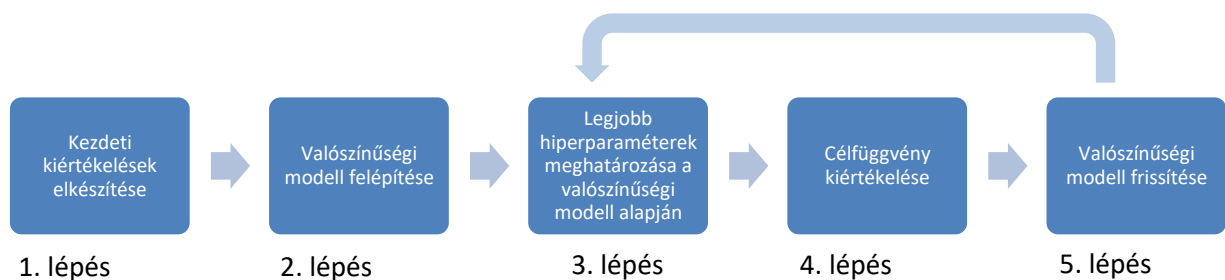 Kezdeti
kiértékelések
elkészítése
Valószínűségi
modell felépítése
Legjobb
hiperparaméterek
meghatározása a
valószínűségi
modell alapján
Célfüggvény
kiértékelése
Valószínűségi
modell frissítése
1. lépés
2. lépés
3. lépés
4. lépés
5. lépés